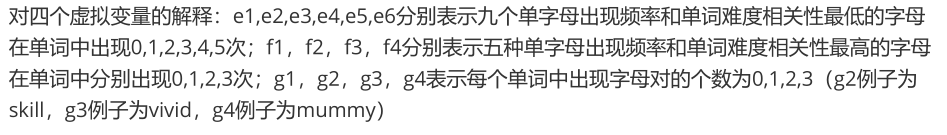 对四个虚拟变量的解释：e1,e2,e3,e4,e5,e6分别表示九个单字母出现频率和单词难度相关性最低的字母
在单词中出现0,1,2,3,4,5次；f1，f2，f3，f4分别表示五种单字母出现频率和单词难度相关性最高的字母
在单词中分别出现0,1,2,3次；g1，g2，g3，g4表示每个单词中出现字母对的个数为0,1,2,3（g2例子为
skill，g3例子为vivid，g4例子为mummy）